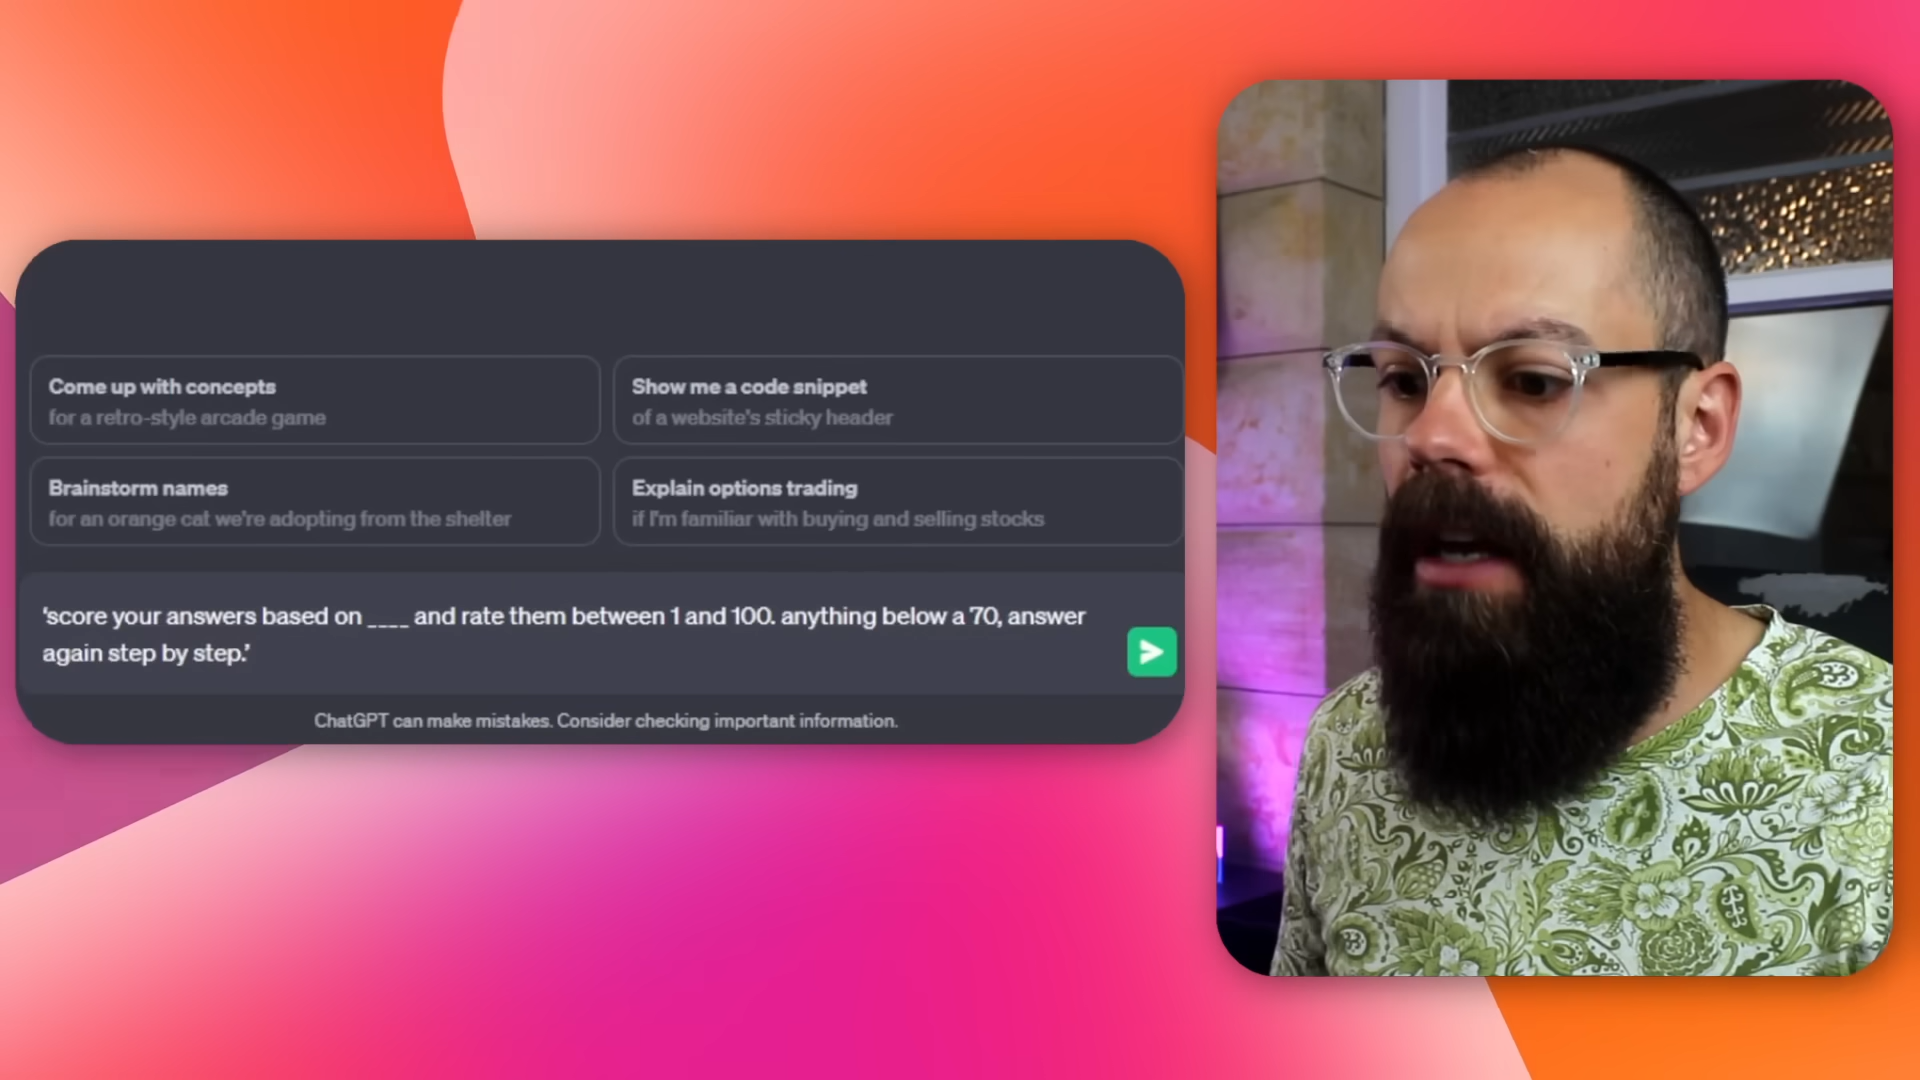 Come up with concepts
for a retro-style arcade game
Show me a code snippet
of a website's sticky header
Brainstorm names
for an orange cat we're adopting from the shelter
Explain options trading
if I'm familiar with buying and selling stocks
'score your answers based on ____ and rate them between 1 and 100. anything below a 70, answer
again step by step.'
ChatGPT can make mistakes. Consider checking important information.